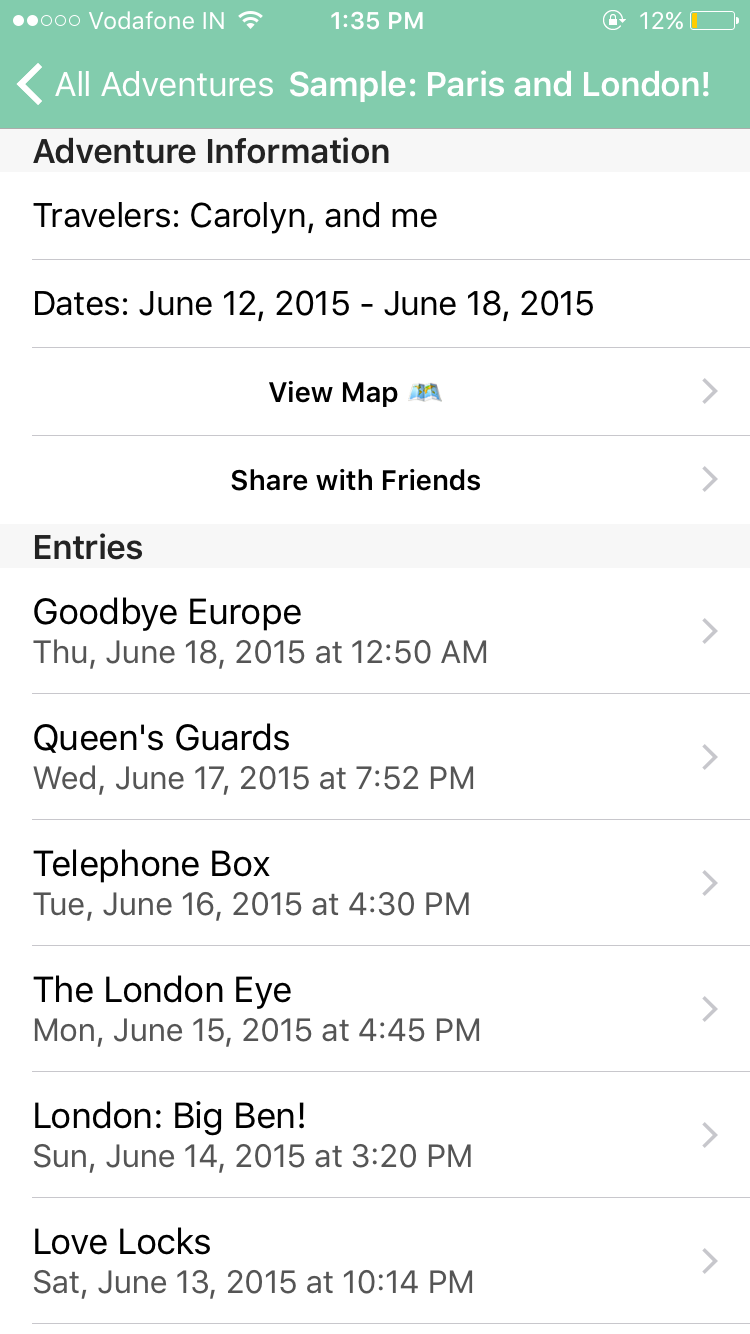 Vodafone IN 1:35 PM 12%
All Adventures Sample: Paris and London!
Adventure Information
Travelers: Carolyn, and me
Dates: June 12, 2015 - June 18, 2015
View Map
Share with Friends
Entries
Goodbye Europe
Thu, June 18, 2015 at 12:50 AM
Queen's Guards
Wed, June 17, 2015 at 7:52 PM
Telephone Box
Tue, June 16, 2015 at 4:30 PM
The London Eye
Mon, June 15, 2015 at 4:45 PM
London: Big Ben!
Sun, June 14, 2015 at 3:20 PM
Love Locks
Sat, June 13, 2015 at 10:14 PM